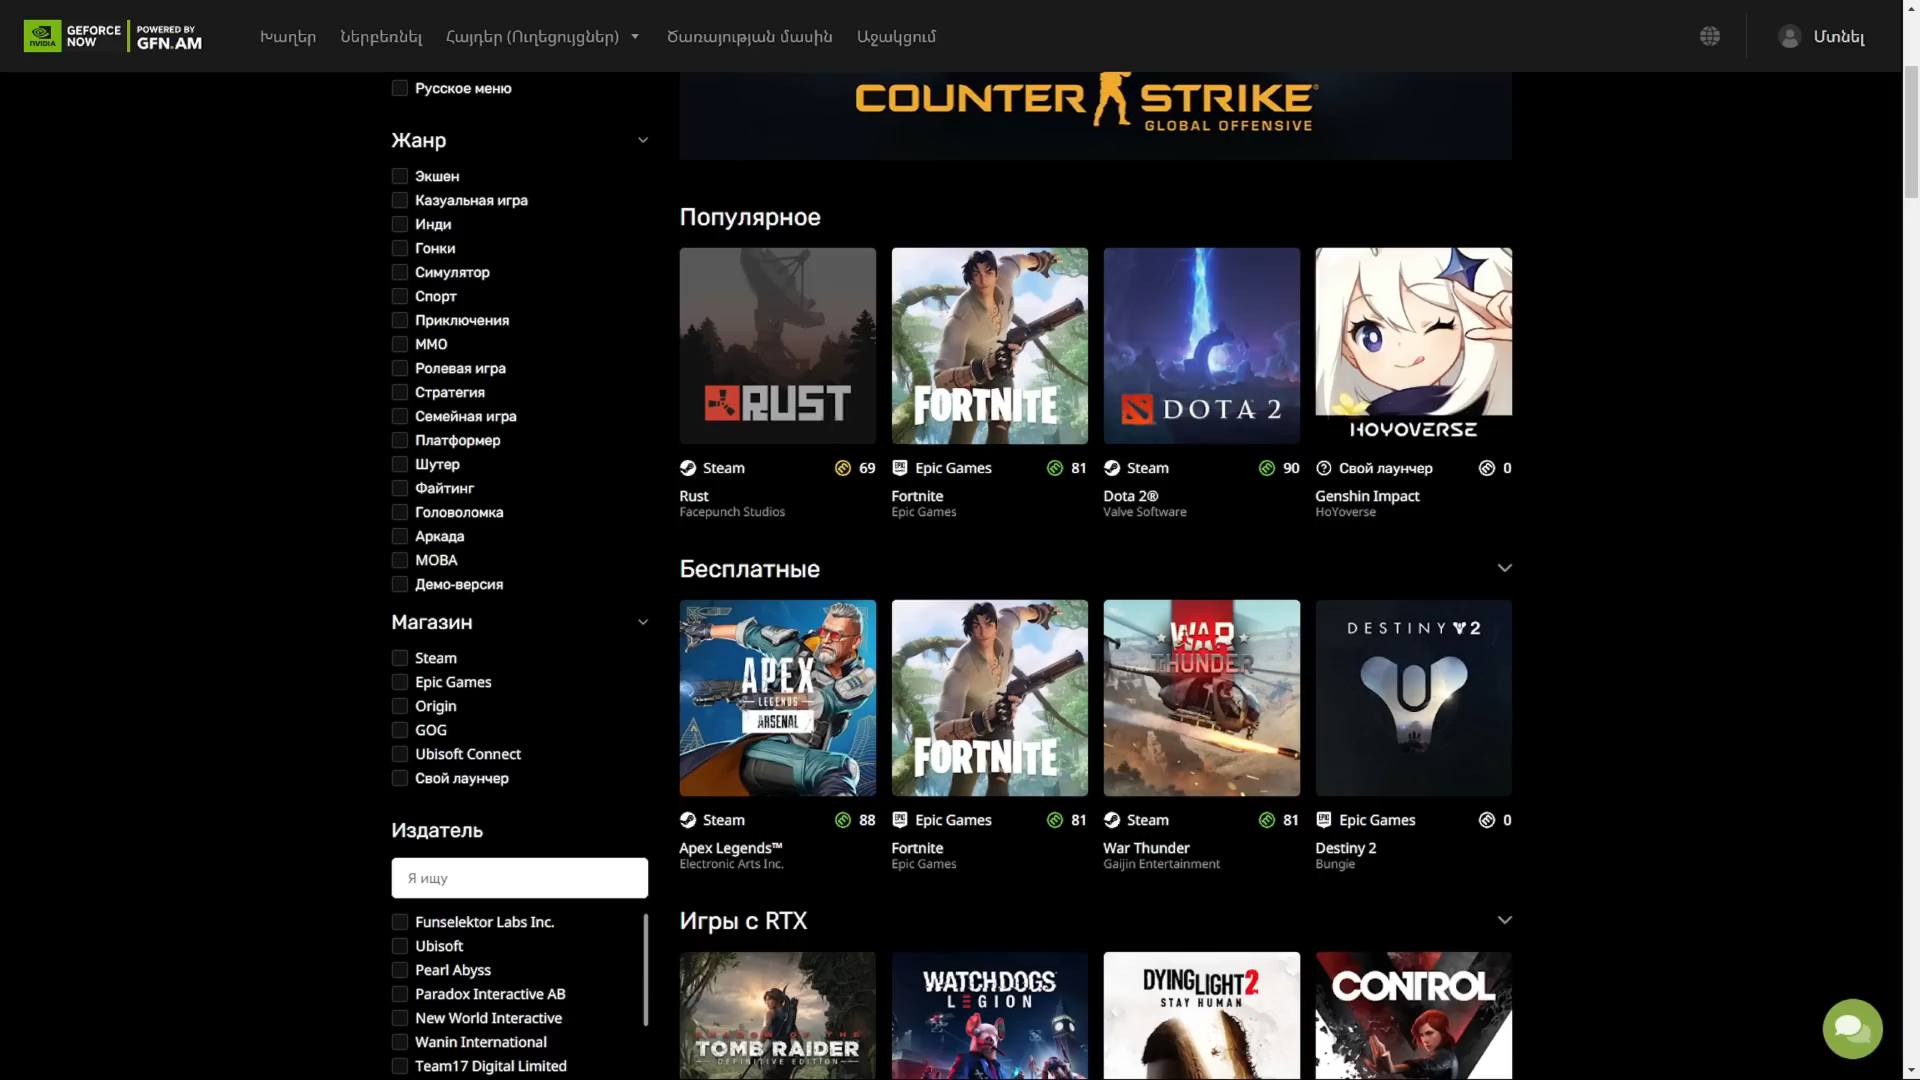 NVIDIA
GEFORCE NOW
POWERED BY GFN.AM
Խաղեր
Ներբեռնել
Հայդեր (Ուղեցույցներ)
Ծառայության մասին
Աջակցում
Մտնել
Русское меню
Жанр
Экшен
Казуальная игра
Инди
Гонки
Симулятор
Спорт
Приключения
MMO
Ролевая игра
Стратегия
Семейная игра
Платформер
Шутер
Файтинг
Головоломка
Аркада
MOBA
Демо-версия
Магазин
Steam
Epic Games
Origin
GOG
Ubisoft Connect
Свой лаунчер
Издатель
Я ищу
Funselektor Labs Inc.
Ubisoft
Pearl Abyss
Paradox Interactive AB
New World Interactive
Wanin International
Team17 Digital Limited
COUNTER STRIKE
GLOBAL OFFENSIVE
Популярное
RUST
FORTNITE
DOTA 2
HOYOVERSE
Steam 69
Epic Games 81
Steam 90
Свой лаунчер 0
Rust
Facepunch Studios
Fortnite
Epic Games
Dota 2®
Valve Software
Genshin Impact
HoYoverse
Бесплатные
APEX
LEGENDS
ARSENAL
FORTNITE
WAR
THUNDER
DESTINY 2
Steam 88
Epic Games 81
Steam 81
Epic Games 0
Apex Legends™
Electronic Arts Inc.
Fortnite
Epic Games
War Thunder
Gaijin Entertainment
Destiny 2
Bungie
Игры с RTX
SHADOW OF THE
TOMB RAIDER
DEFINITIVE EDITION
WATCH DOGS
LEGION
DYING LIGHT 2
STAY HUMAN
CONTROL